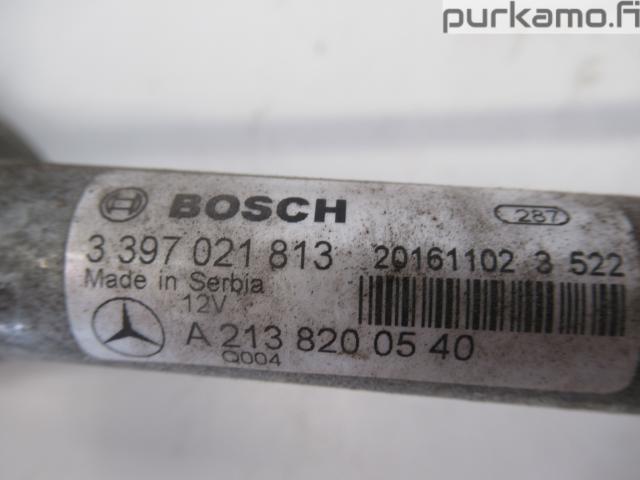 purkamo.fi
BOSCH
287
3 397 021 813
20161102 3 522
Made in Serbia
12V
A 213 820 05 40
Q004